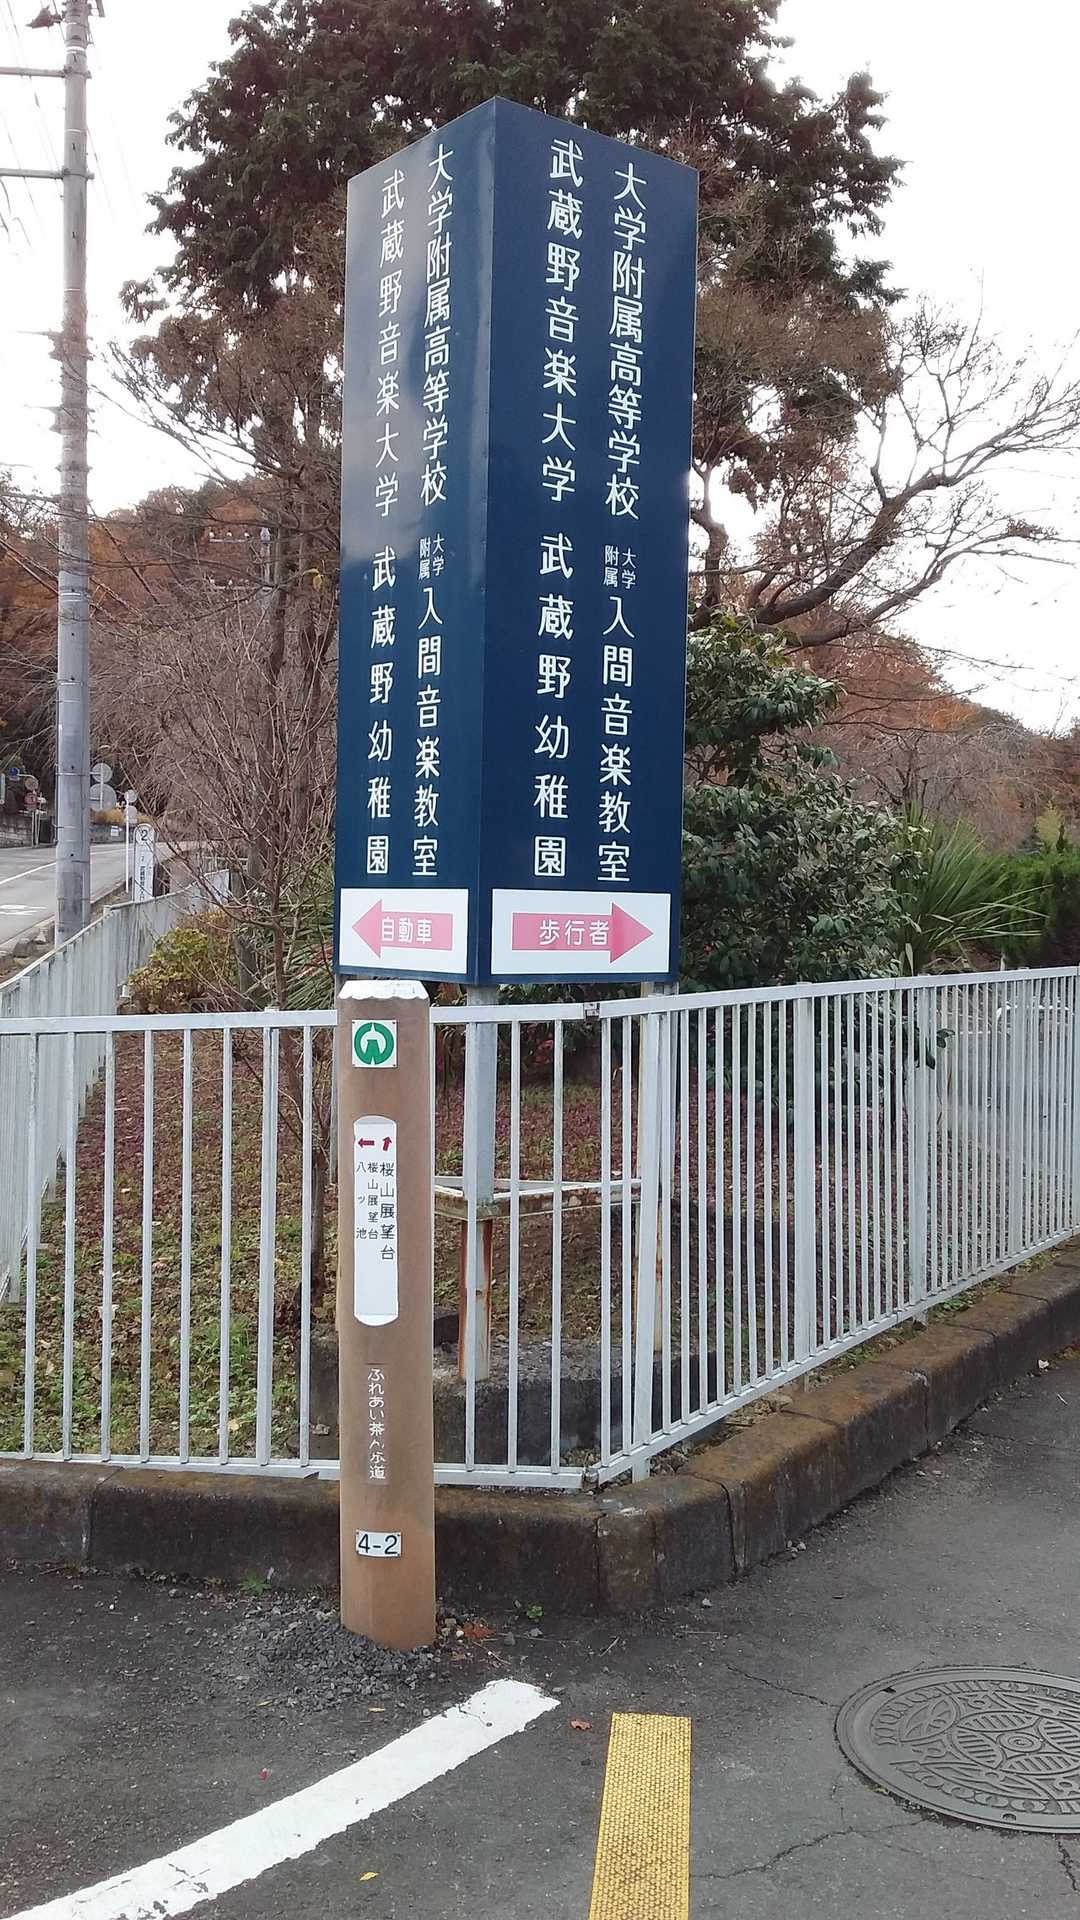 大学附属高等学校 大学附属 入間音楽教室
武蔵野音楽大学 武蔵野幼稚園
自動車
大学附属高等学校 大学附属 入間音楽教室
武蔵野音楽大学 武蔵野幼稚園
歩行者
桜山展望台
桜山展望台
八ッ池
ふれあい茶ん歩道
4-2
2